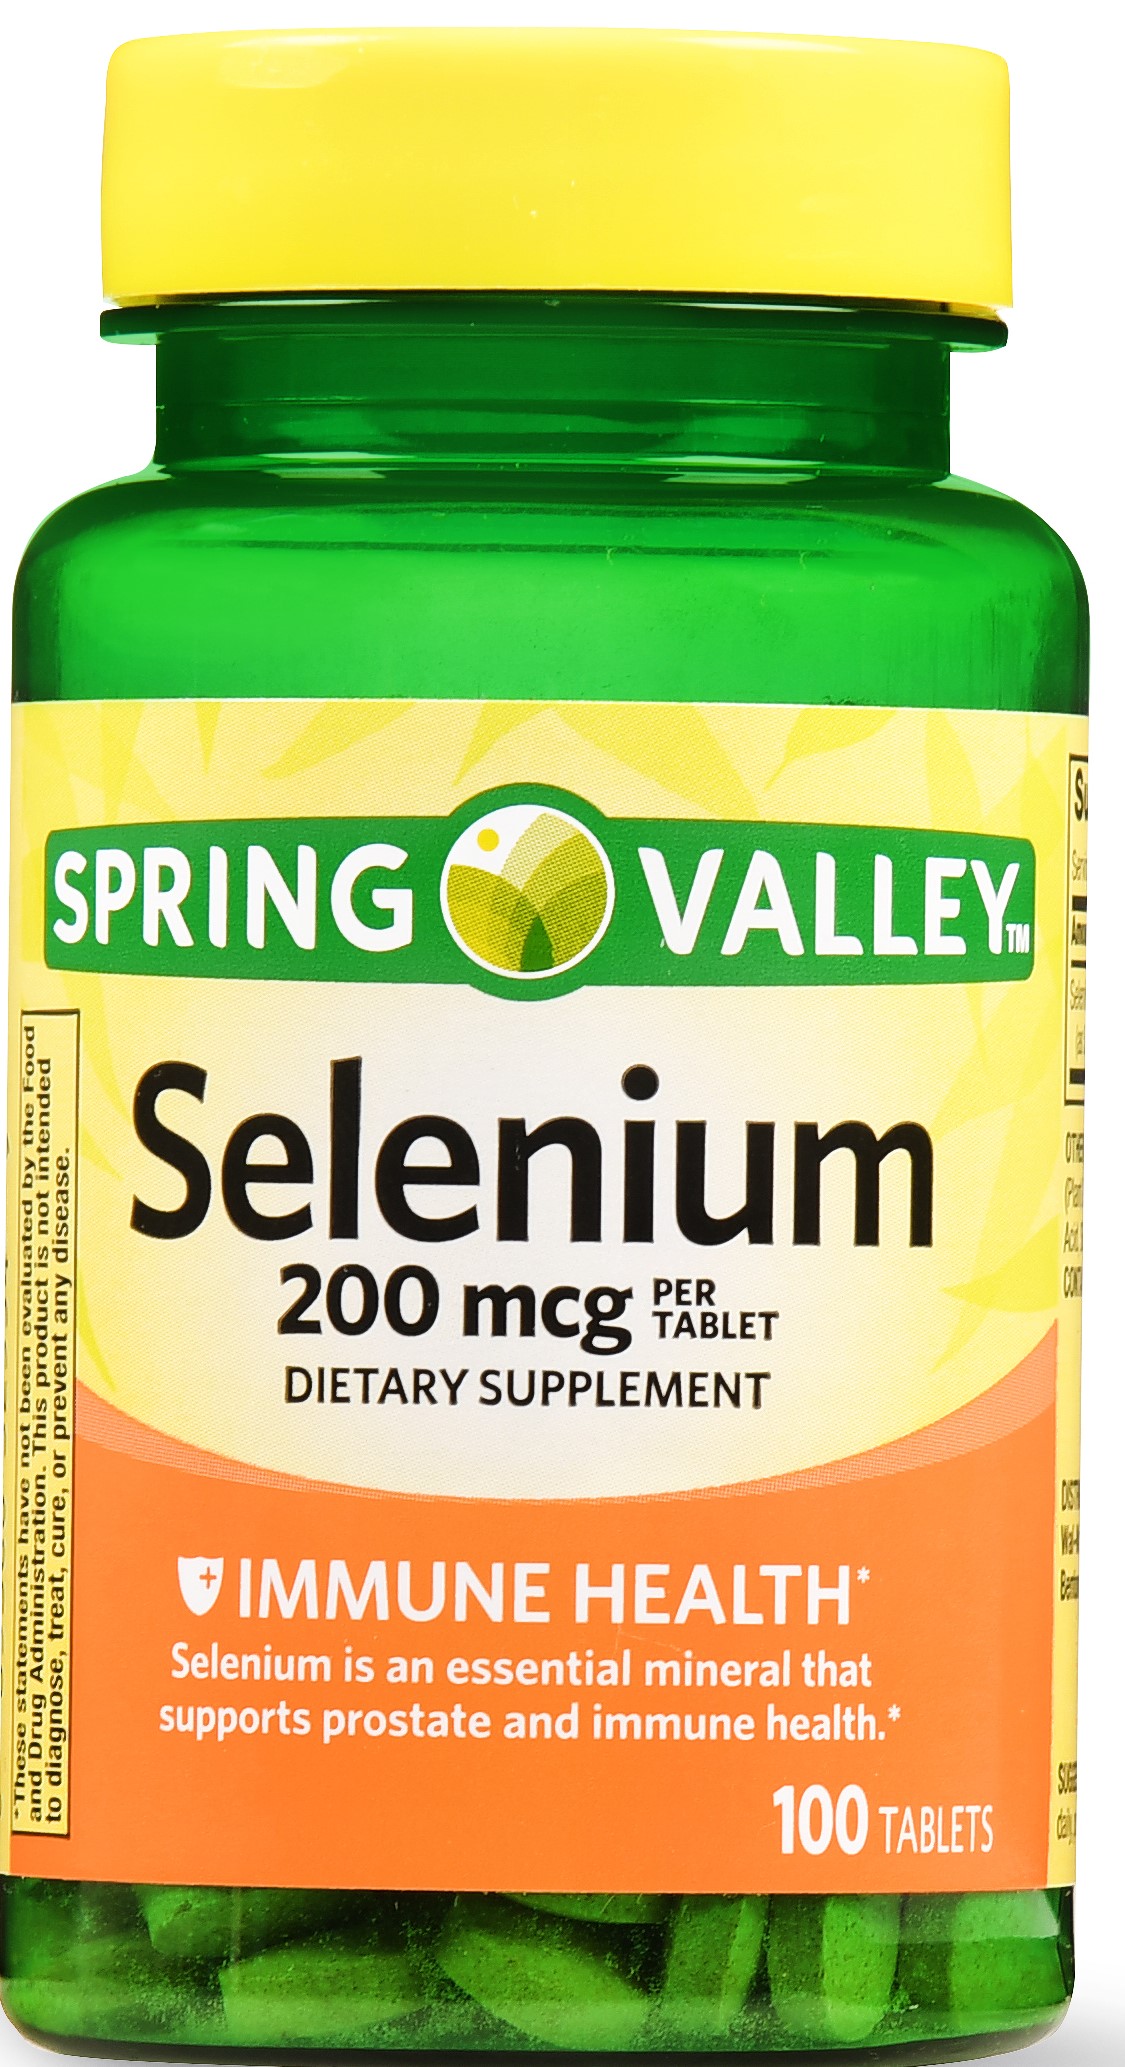 SPRING VALLEY™
Selenium
200 mcg PER
TABLET
DIETARY SUPPLEMENT
IMMUNE HEALTH*
Selenium is an essential mineral that
supports prostate and immune health.*
100 TABLETS
*These statements have not been evaluated by the Food
and Drug Administration. This product is not intended
to diagnose, treat, cure, or prevent any disease.